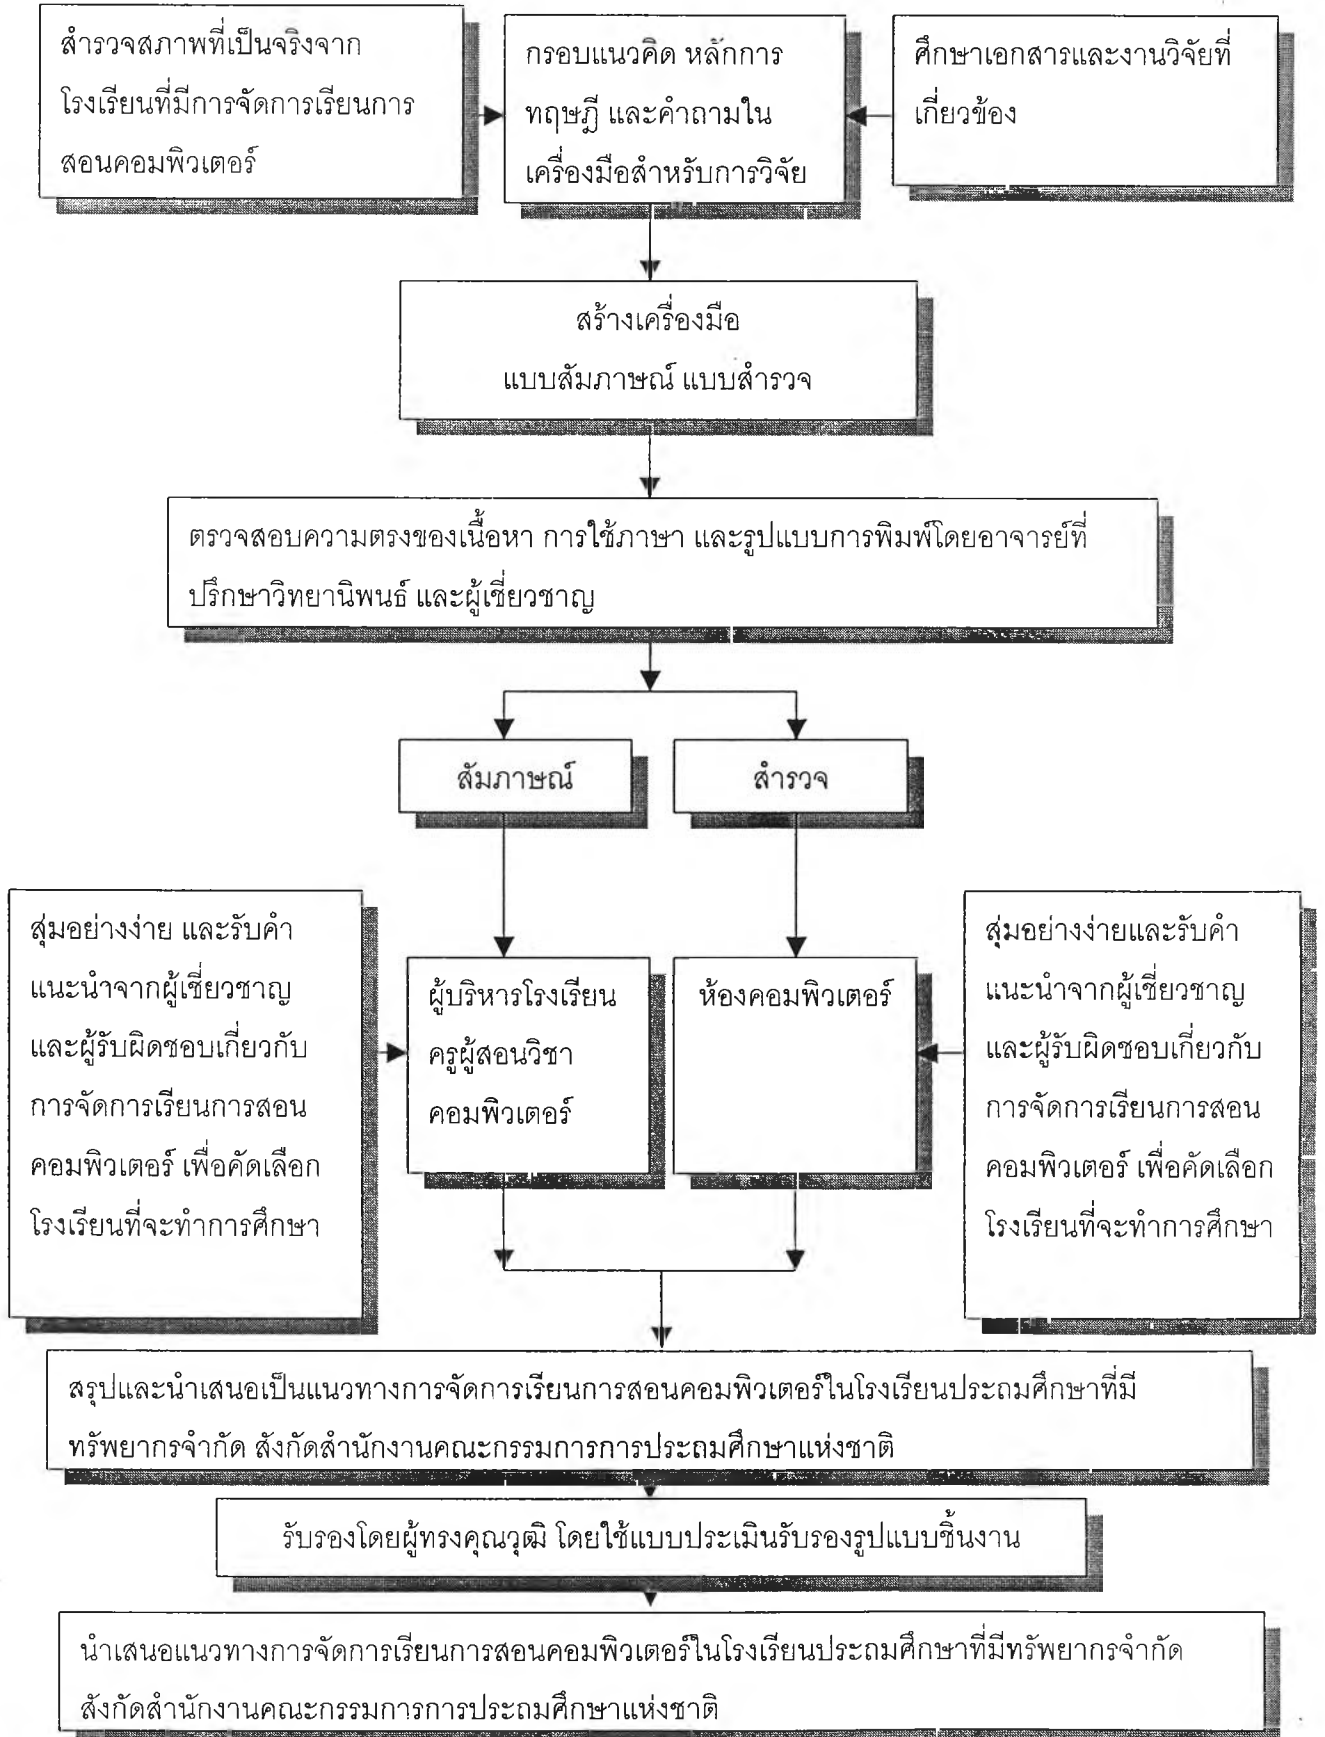 สำรวจสภาพที่เป็นจริงจาก
โรงเรียนที่มีการจัดการเรียนการ
สอนคอมพิวเตอร์
กรอบแนวคิด หลักการ
ทฤษฎี และคำถามใน
เครื่องมือสำหรับการวิจัย
ศึกษาเอกสารและงานวิจัยที่
เกี่ยวข้อง
สร้างเครื่องมือ
แบบสัมภาษณ์ แบบสำรวจ
ตรวจสอบความตรงของเนื้อหา การใช้ภาษา และรูปแบบการพิมพ์โดยอาจารย์ที่
ปรึกษาวิทยานิพนธ์ และผู้เชี่ยวชาญ
สัมภาษณ์
สำรวจ
สุ่มอย่างง่าย และรับคำ
แนะนำจากผู้เชี่ยวชาญ
และผู้รับผิดชอบเกี่ยวกับ
การจัดการเรียนการสอน
คอมพิวเตอร์ เพื่อคัดเลือก
โรงเรียนที่จะทำการศึกษา
ผู้บริหารโรงเรียน
ครูผู้สอนวิชา
คอมพิวเตอร์
ห้องคอมพิวเตอร์
สุ่มอย่างง่ายและรับคำ
แนะนำจากผู้เชี่ยวชาญ
และผู้รับผิดชอบเกี่ยวกับ
การจัดการเรียนการสอน
คอมพิวเตอร์ เพื่อคัดเลือก
โรงเรียนที่จะทำการศึกษา
สรุปและนำเสนอเป็นแนวทางการจัดการเรียนการสอนคอมพิวเตอร์ในโรงเรียนประถมศึกษาที่มี
ทรัพยากรจำกัด สังกัดสำนักงานคณะกรรมการการประถมศึกษาแห่งชาติ
รับรองโดยผู้ทรงคุณวุฒิ โดยใช้แบบประเมินรับรองรูปแบบชิ้นงาน
นำเสนอแนวทางการจัดการเรียนการสอนคอมพิวเตอร์ในโรงเรียนประถมศึกษาที่มีทรัพยากรจำกัด
สังกัดสำนักงานคณะกรรมการการประถมศึกษาแห่งชาติ